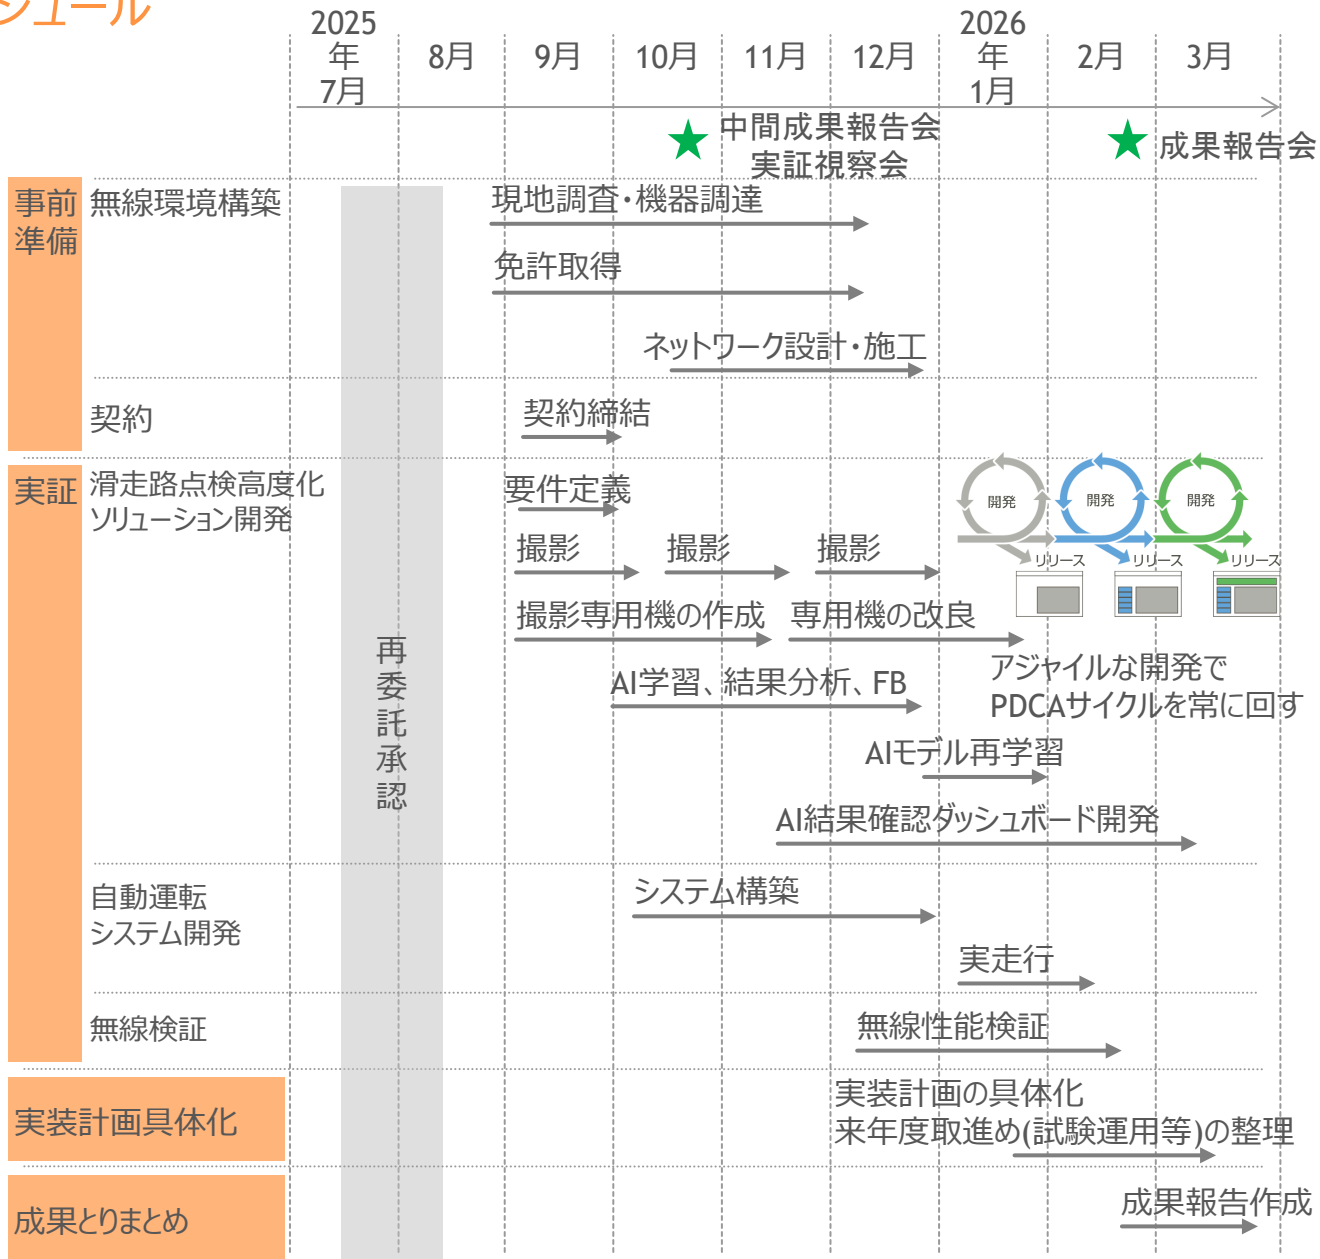 シュール
2025
年
7月
8月
9月
10月
11月
12月
2026
年
1月
2月
3月
中間成果報告会
実証視察会
成果報告会
事前
準備
無線環境構築
現地調査・機器調達
免許取得
ネットワーク設計・施工
契約
契約締結
再
委
託
承
認
実証
滑走路点検高度化
ソリューション開発
要件定義
撮影
撮影
撮影
撮影専用機の作成
専用機の改良
AI学習、結果分析、FB
開発
開発
開発
リリース
リリース
リリース
アジャイルな開発で
PDCAサイクルを常に回す
AIモデル再学習
AI結果確認ダッシュボード開発
自動運転
システム開発
システム構築
実走行
無線検証
無線性能検証
実装計画具体化
実装計画の具体化
来年度取進め(試験運用等)の整理
成果とりまとめ
成果報告作成